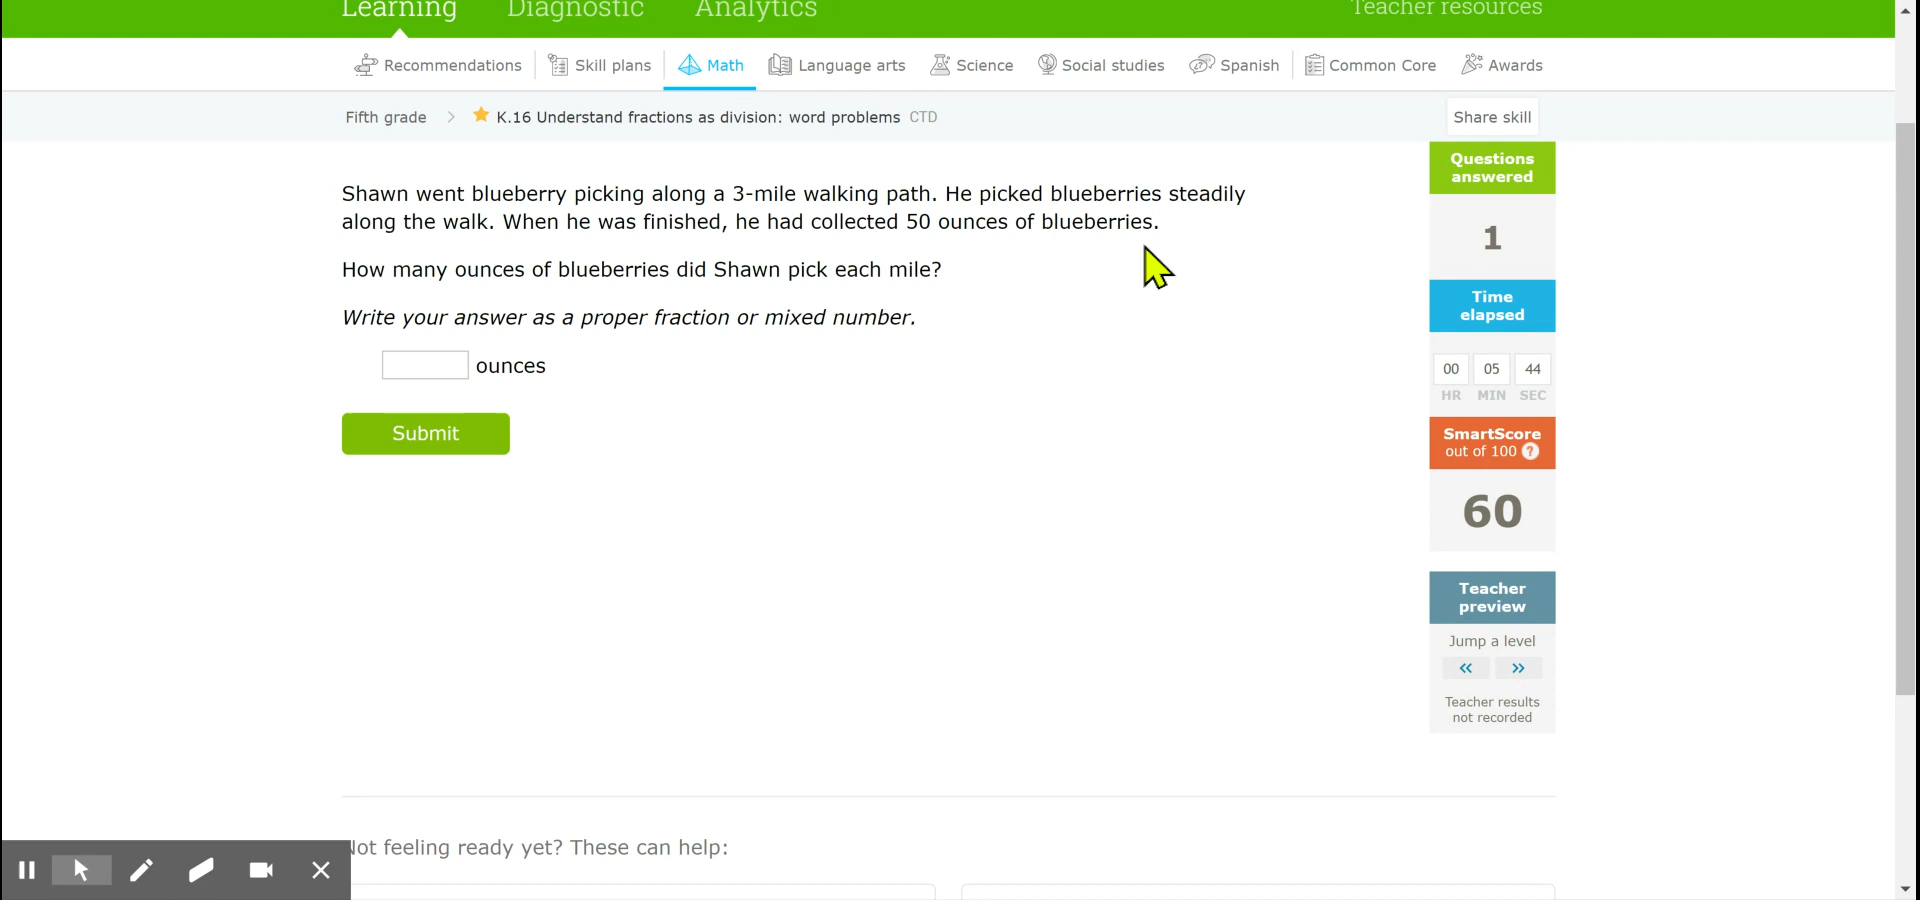 Learning Diagnostic Analytics Teacher resources
Recommendations Skill plans Math Language arts Science Social studies Spanish Common Core Awards
Fifth grade > K.16 Understand fractions as division: word problems CTD Share skill
Shawn went blueberry picking along a 3-mile walking path. He picked blueberries steadily
along the walk. When he was finished, he had collected 50 ounces of blueberries.
How many ounces of blueberries did Shawn pick each mile?
Write your answer as a proper fraction or mixed number.
ounces
Submit
Questions
answered
1
Time
elapsed
00 05 44
HR MIN SEC
SmartScore
out of 100 ?
60
Teacher
preview
Jump a level
« »
Teacher results
not recorded
Not feeling ready yet? These can help: